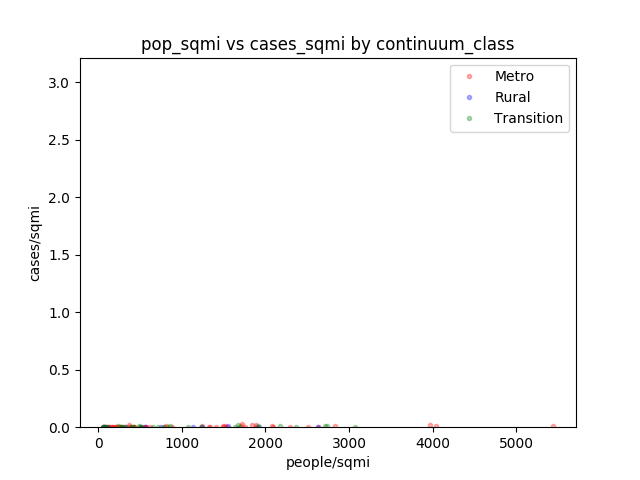 pop_sqmi vs cases_sqmi by continuum_class
Metro
Rural
Transition
3.0
2.5
2.0
1.5
1.0
0.5
0.0
cases/sqmi
0 1000 2000 3000 4000 5000
people/sqmi